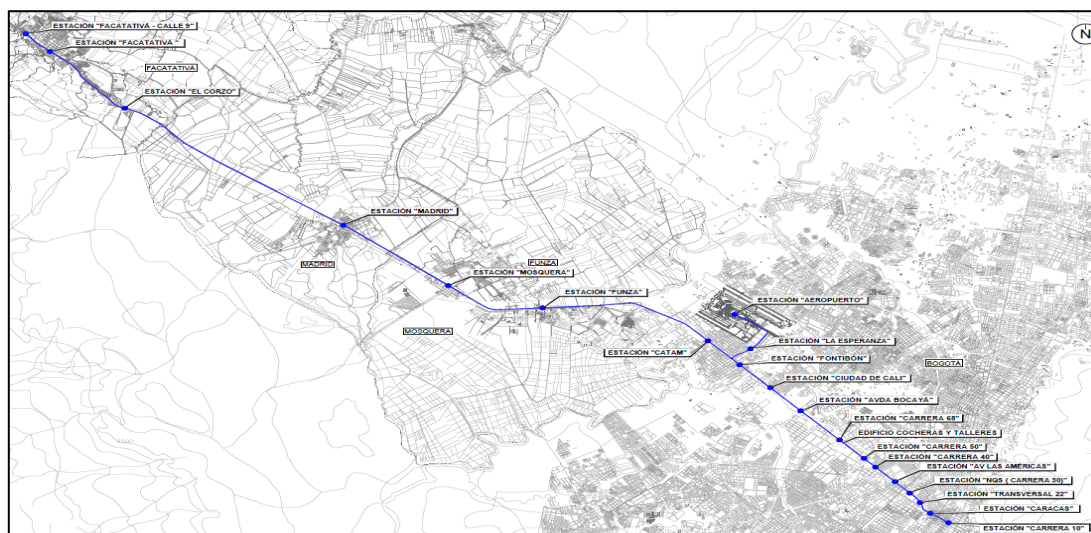 ESTACIÓN "FACATATIVÁ - CALLE 5"
Ñ
ESTACIÓN "FACATATIVÁ "
FACATATIVÁ
ESTACIÓN "EL CORZO"
ESTACIÓN "MADRID"
MADRID
FUNZA
ESTACIÓN "MOSQUERA"
ESTACIÓN "FUNZA"
ESTACIÓN "AEROPUERTO"
MOSQUERA
ESTACIÓN "LA ESPERANZA"
ESTACIÓN "CATAM"
ESTACIÓN "FONTIBÓN"
BOGOTÁ
ESTACIÓN "CIUDAD DE CALI"
ESTACIÓN "AVDA BOCAYÁ"
ESTACIÓN "CARRERA 68"
EDIFICIO COCHERAS Y TALLERES
ESTACIÓN "CARRERA 50"
ESTACIÓN "CARRERA 40"
ESTACIÓN "AV LAS AMÉRICAS"
ESTACIÓN "NQS ( CARRERA 30)"
ESTACIÓN "TRANSVERSAL 22"
ESTACIÓN "CARACAS"
ESTACIÓN "CARRERA 10"